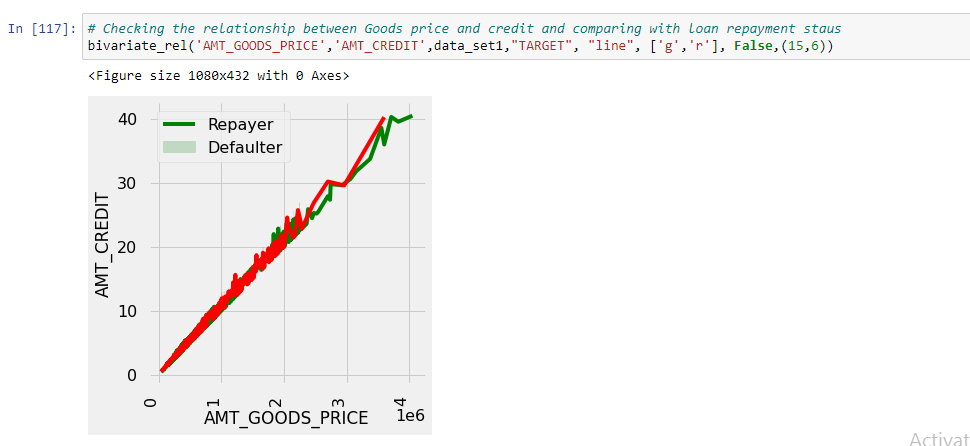 In [117]: # Checking the relationship between Goods price and credit and comparing with loan repayment staus
bivariate_rel('AMT_GOODS_PRICE','AMT_CREDIT',data_set1,"TARGET", "line", ['g','r'], False,(15,6))
<Figure size 1080x432 with 0 Axes>
Repayer
Defaulter
40
30
20
10
0
AMT_CREDIT
0 1 2 3 4
1e6
AMT_GOODS_PRICE
Activat